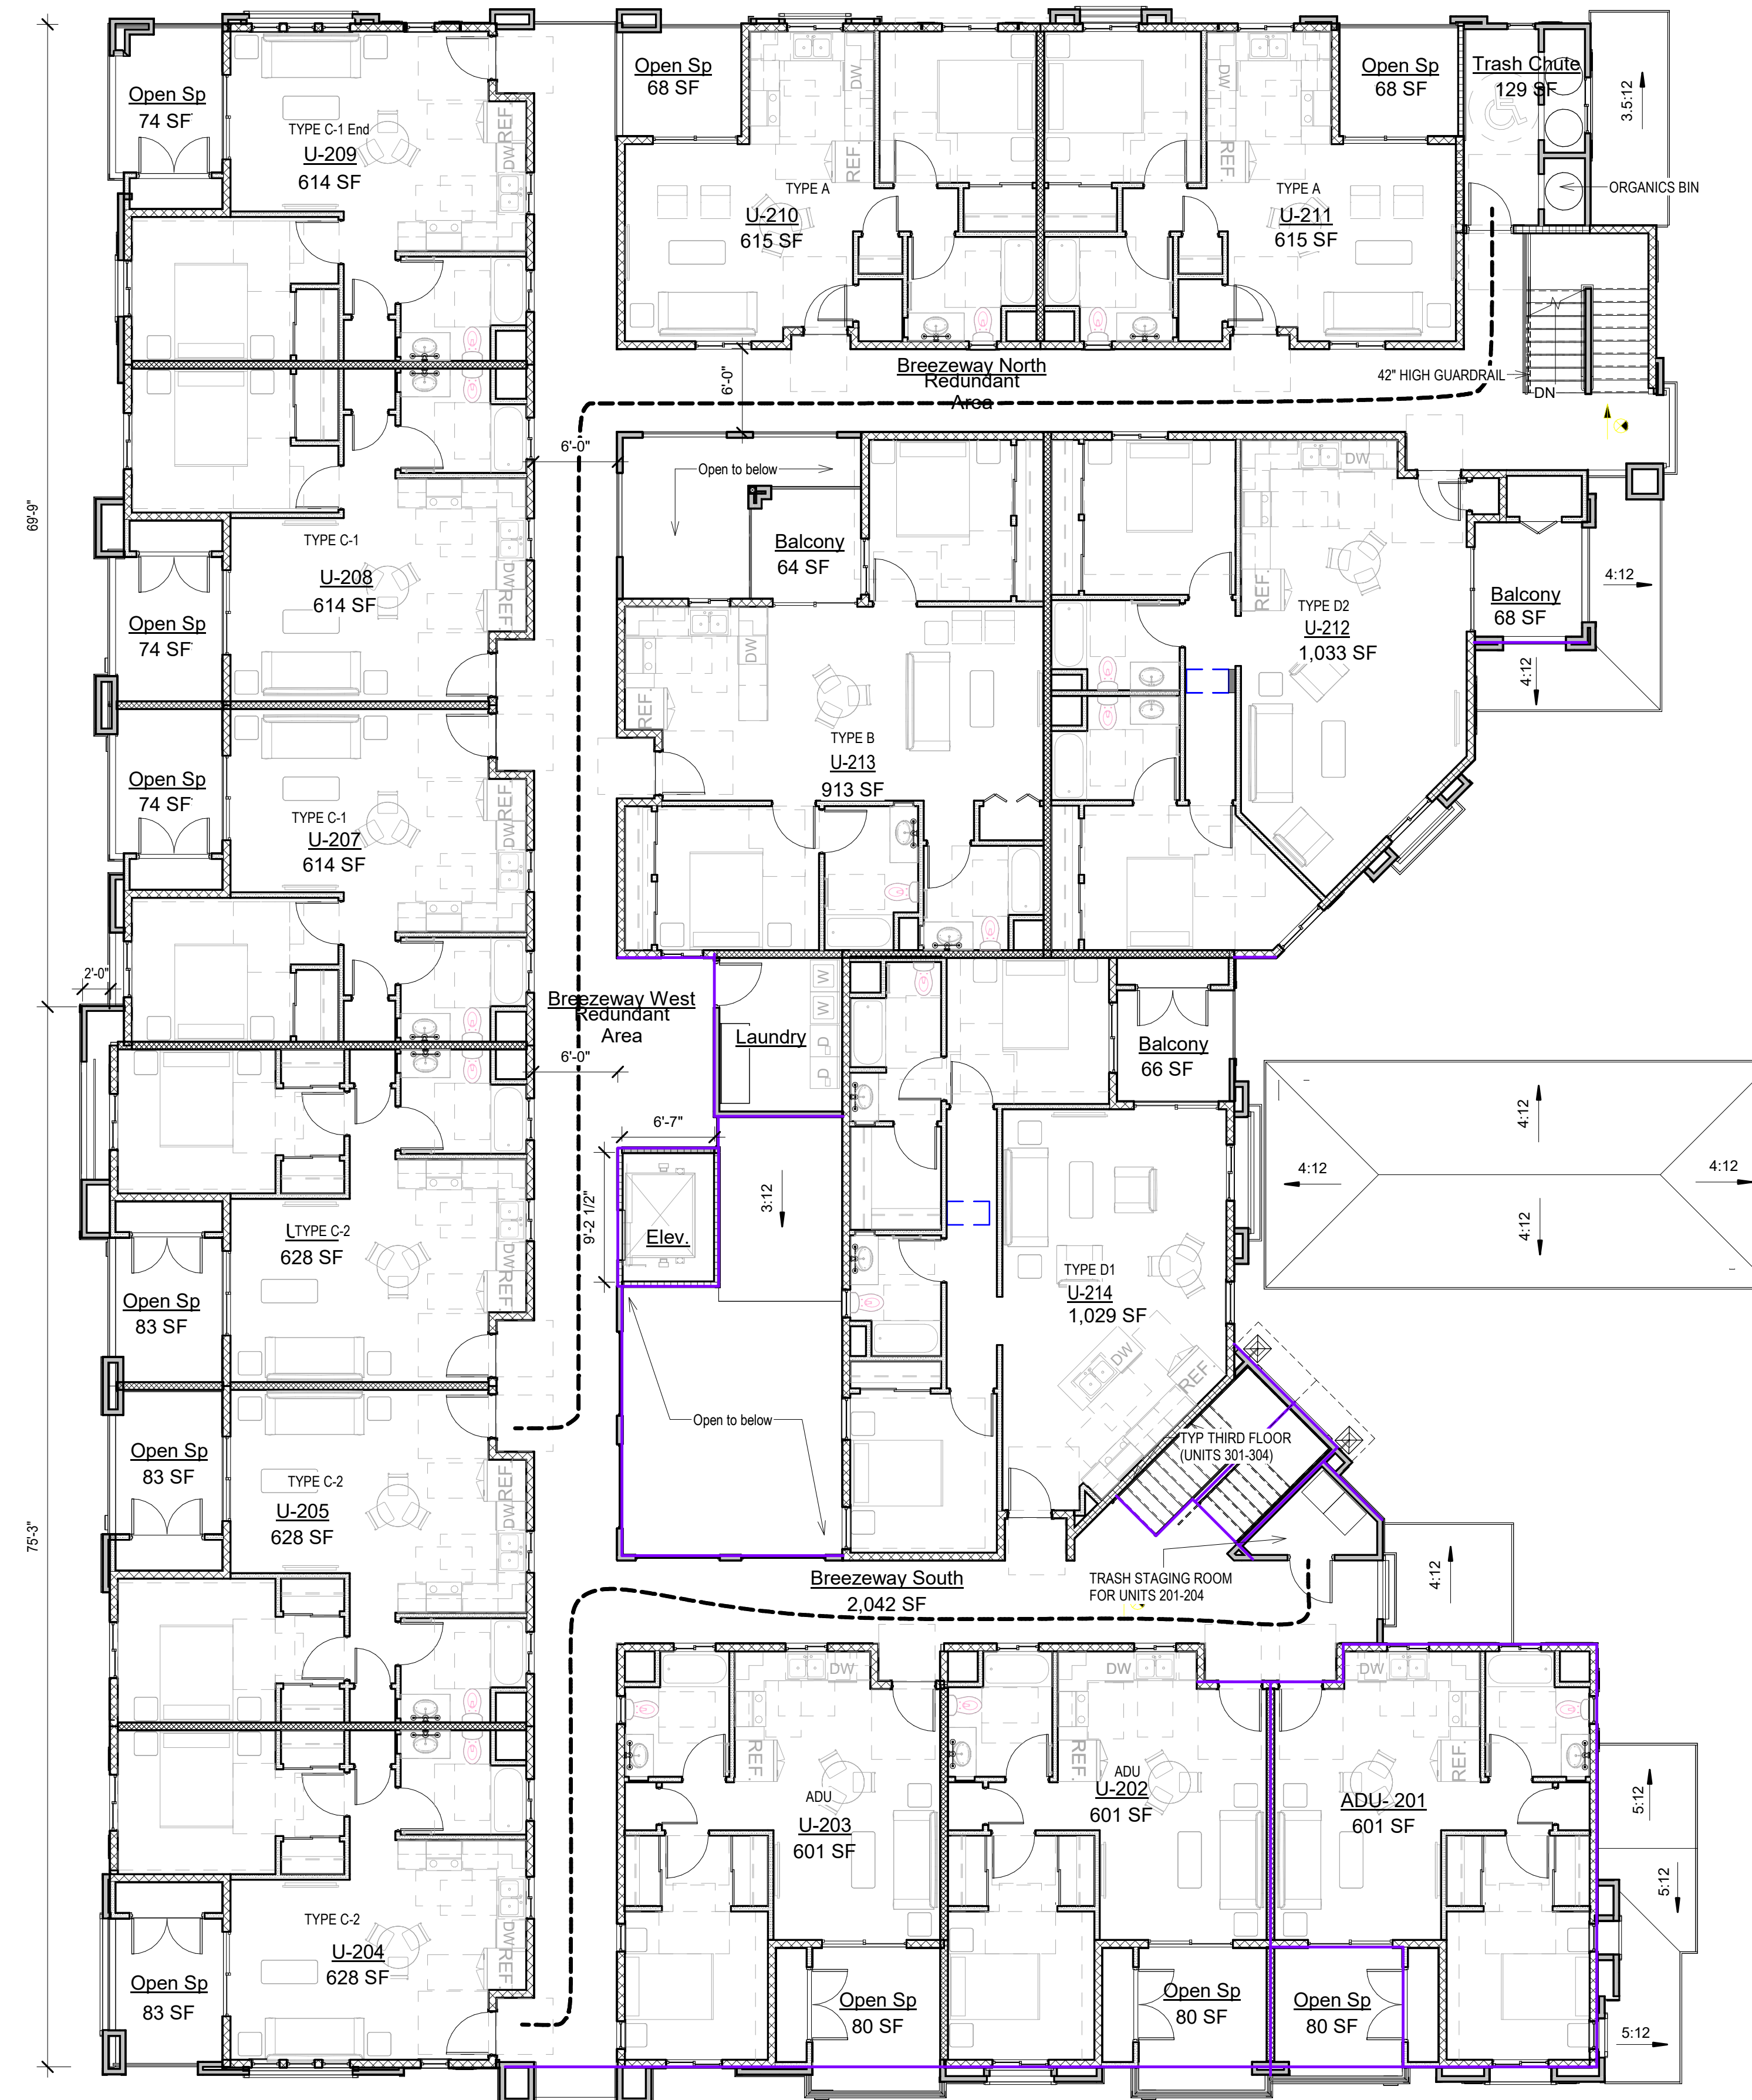 Open Sp
74 SF
TYPE C-1 End
U-209
614 SF
DW
REF.
Open Sp
68 SF
DW
REF.
TYPE A
U-210
615 SF
DW
REF.
TYPE A
U-211
615 SF
Open Sp
68 SF
Trash Chute
129 SF
3.5:12
ORGANICS BIN
42" HIGH GUARDRAIL
DN
Breezeway North
Redundant
Area
6'-0"
6'-0"
69'-9"
TYPE C-1
U-208
614 SF
DW
REF.
Open Sp
74 SF
Open to below
Balcony
64 SF
DW
REF.
TYPE B
U-213
913 SF
DW
REF.
TYPE D2
U-212
1,033 SF
Balcony
68 SF
4:12
4:12
Open Sp
74 SF
TYPE C-1
U-207
614 SF
DW
REF.
2'-0"
Breezeway West
Redundant
Area
6'-0"
Laundry
W
W
D
D
Balcony
66 SF
6'-7"
9'-2 1/2"
Elev.
3:12
4:12
4:12
4:12
4:12
TYPE C-2
628 SF
DW
REF.
Open Sp
83 SF
TYPE D1
U-214
1,029 SF
DW
REF.
Open to below
TYP THIRD FLOOR
(UNITS 301-304)
Open Sp
83 SF
TYPE C-2
U-205
628 SF
DW
REF.
75'-3"
Breezeway South
2,042 SF
TRASH STAGING ROOM
FOR UNITS 201-204
4:12
DW
REF.
ADU
U-203
601 SF
DW
REF.
ADU
U-202
601 SF
DW
REF.
ADU- 201
601 SF
5:12
5:12
5:12
TYPE C-2
U-204
628 SF
DW
REF.
Open Sp
83 SF
Open Sp
80 SF
Open Sp
80 SF
Open Sp
80 SF